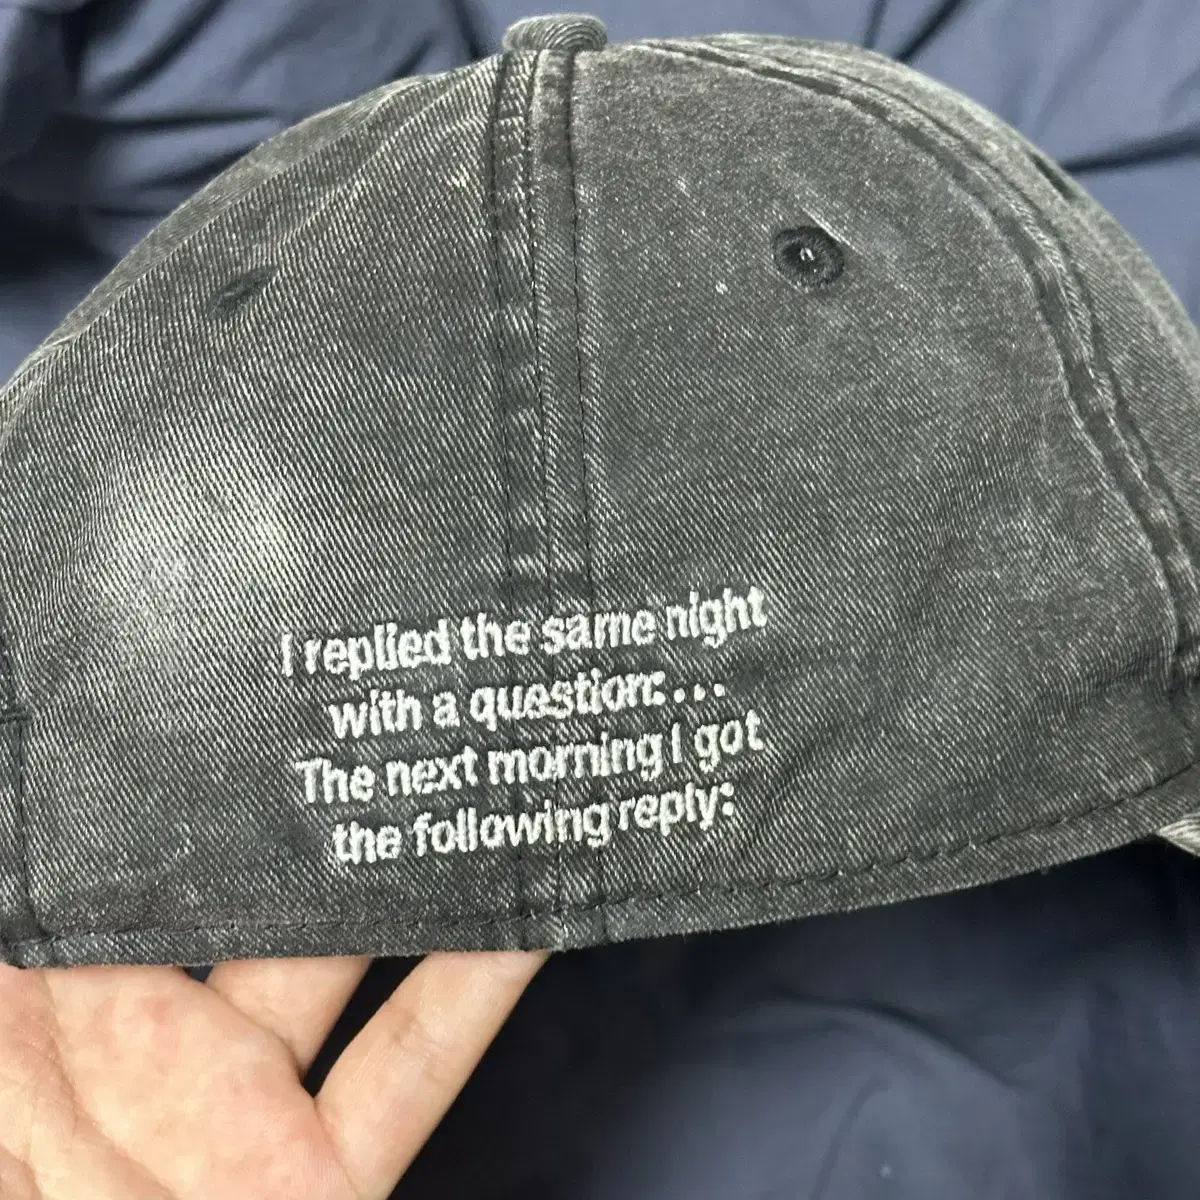 I replied the same night
with a question:...
The next morning I got
the following reply: